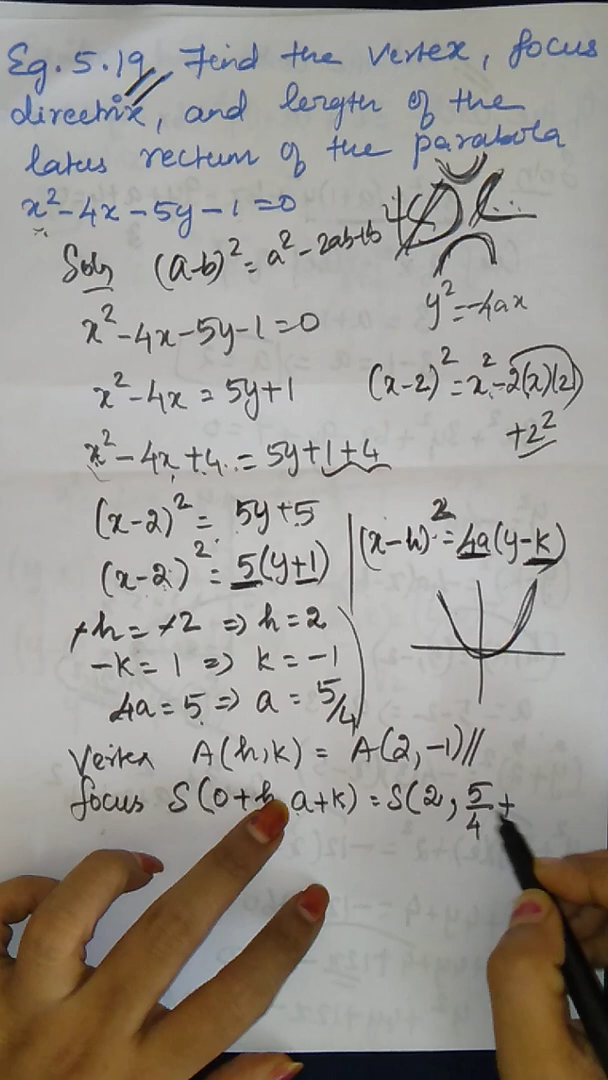 Eg. 5.19 Find the vertex, focus
directrix, and length of the
latus rectum of the parabola
x² - 4x - 5y - 1 = 0
Soln (a-b)² = a² - 2ab + b
y² = -4ax
x² - 4x - 5y - 1 = 0
x² - 4x = 5y + 1
(x-2)² = x² - 2(x)(2)
+ 2²
x² - 4x + 4 = 5y + 1 + 4
(x-2)² = 5y + 5
(x-2)² = 5(y+1)
(x-h)² = 4a(y-k)
-h = -2 ⇒ h = 2
-k = 1 ⇒ k = -1
4a = 5 ⇒ a = 5/4
Vertex A(h,k) = A(2,-1)//
focus S(0+h, a+k) = S(2, 5/4 +